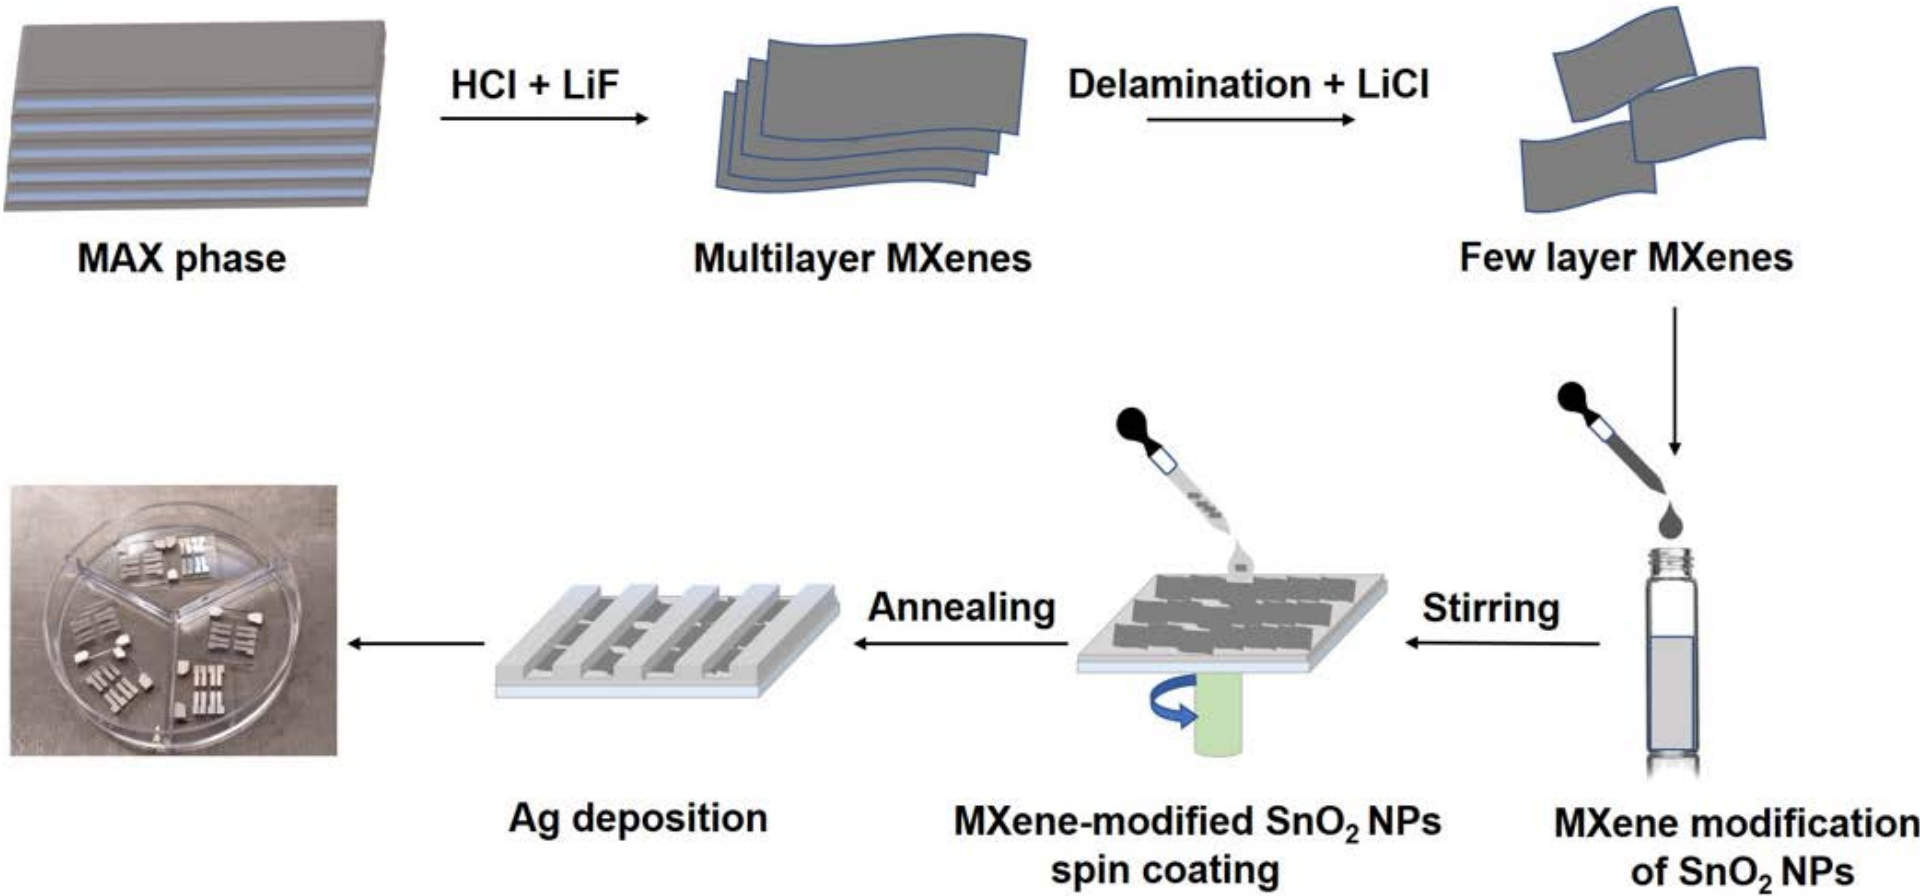 HCl + LiF
Delamination + LiCl
MAX phase
Multilayer MXenes
Few layer MXenes
Annealing
Stirring
Ag deposition
MXene-modified SnO₂ NPs
spin coating
MXene modification
of SnO₂ NPs